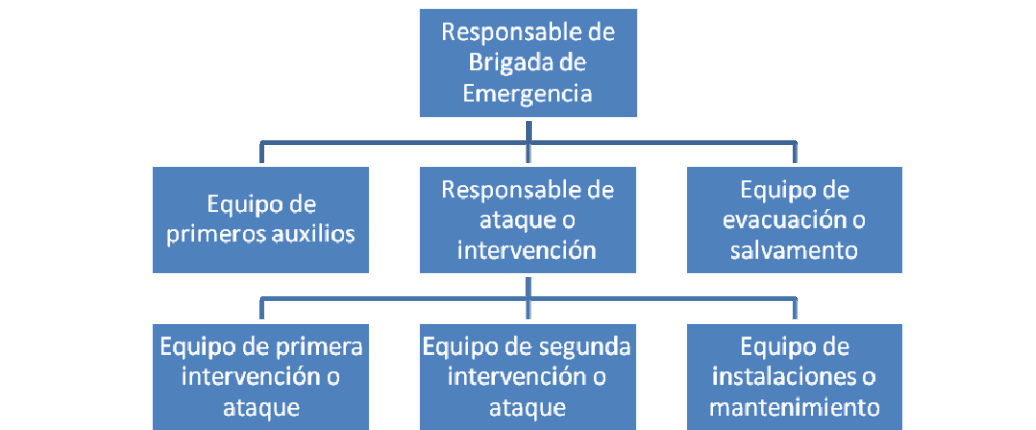 Responsable de
Brigada de
Emergencia
Equipo de
primeros auxilios
Responsable de
ataque o
intervención
Equipo de
evacuación o
salvamento
Equipo de primera
intervención o
ataque
Equipo de segunda
intervención o
ataque
Equipo de
instalaciones o
mantenimiento